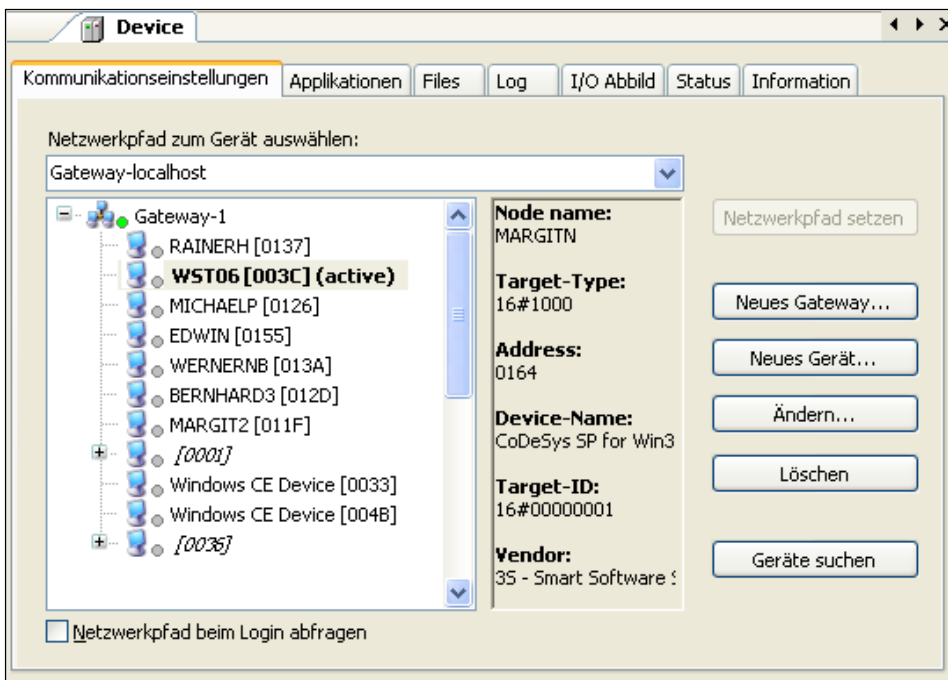 Device
Kommunikationseinstellungen
Applikationen
Files
Log
I/O Abbild
Status
Information
Netzwerkpfad zum Gerät auswählen:
Gateway-localhost
Gateway-1
RAINERH [0137]
WST06 [003C] (active)
MICHAELP [0126]
EDWIN [0155]
WERNERNB [013A]
BERNHARD3 [012D]
MARGIT2 [011F]
[0001]
Windows CE Device [0033]
Windows CE Device [004B]
[0036]
Node name:
MARGITN
Target-Type:
16#1000
Address:
0164
Device-Name:
CoDeSys SP for Win3
Target-ID:
16#00000001
Vendor:
3S - Smart Software S
Netzwerkpfad setzen
Neues Gateway...
Neues Gerät...
Ändern...
Löschen
Geräte suchen
Netzwerkpfad beim Login abfragen